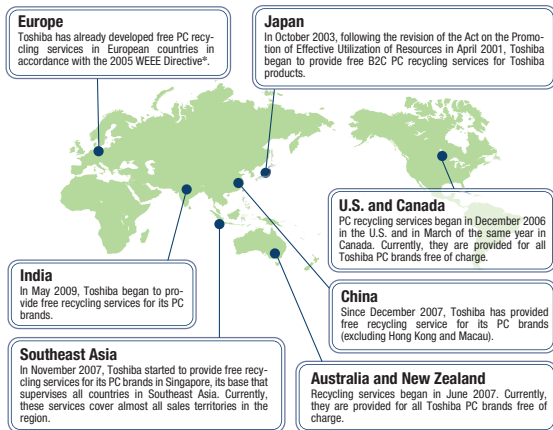 Europe
Toshiba has already developed free PC recy-
cling services in European countries in
accordance with the 2005 WEEE Directive*.
Japan
In October 2003, following the revision of the Act on the Promo-
tion of Effective Utilization of Resources in April 2001, Toshiba
began to provide free B2C PC recycling services for Toshiba
products.
U.S. and Canada
PC recycling services began in December 2006
in the U.S. and in March of the same year in
Canada. Currently, they are provided for all
Toshiba PC brands free of charge.
India
In May 2009, Toshiba began to pro-
vide free recycling services for its PC
brands.
China
Since December 2007, Toshiba has provided
free recycling service for its PC brands
(excluding Hong Kong and Macau).
Southeast Asia
In November 2007, Toshiba started to provide free recy-
cling services for its PC brands in Singapore, its base that
supervises all countries in Southeast Asia. Currently,
these services cover almost all sales territories in the
region.
Australia and New Zealand
Recycling services began in June 2007. Currently,
they are provided for all Toshiba PC brands free of
charge.